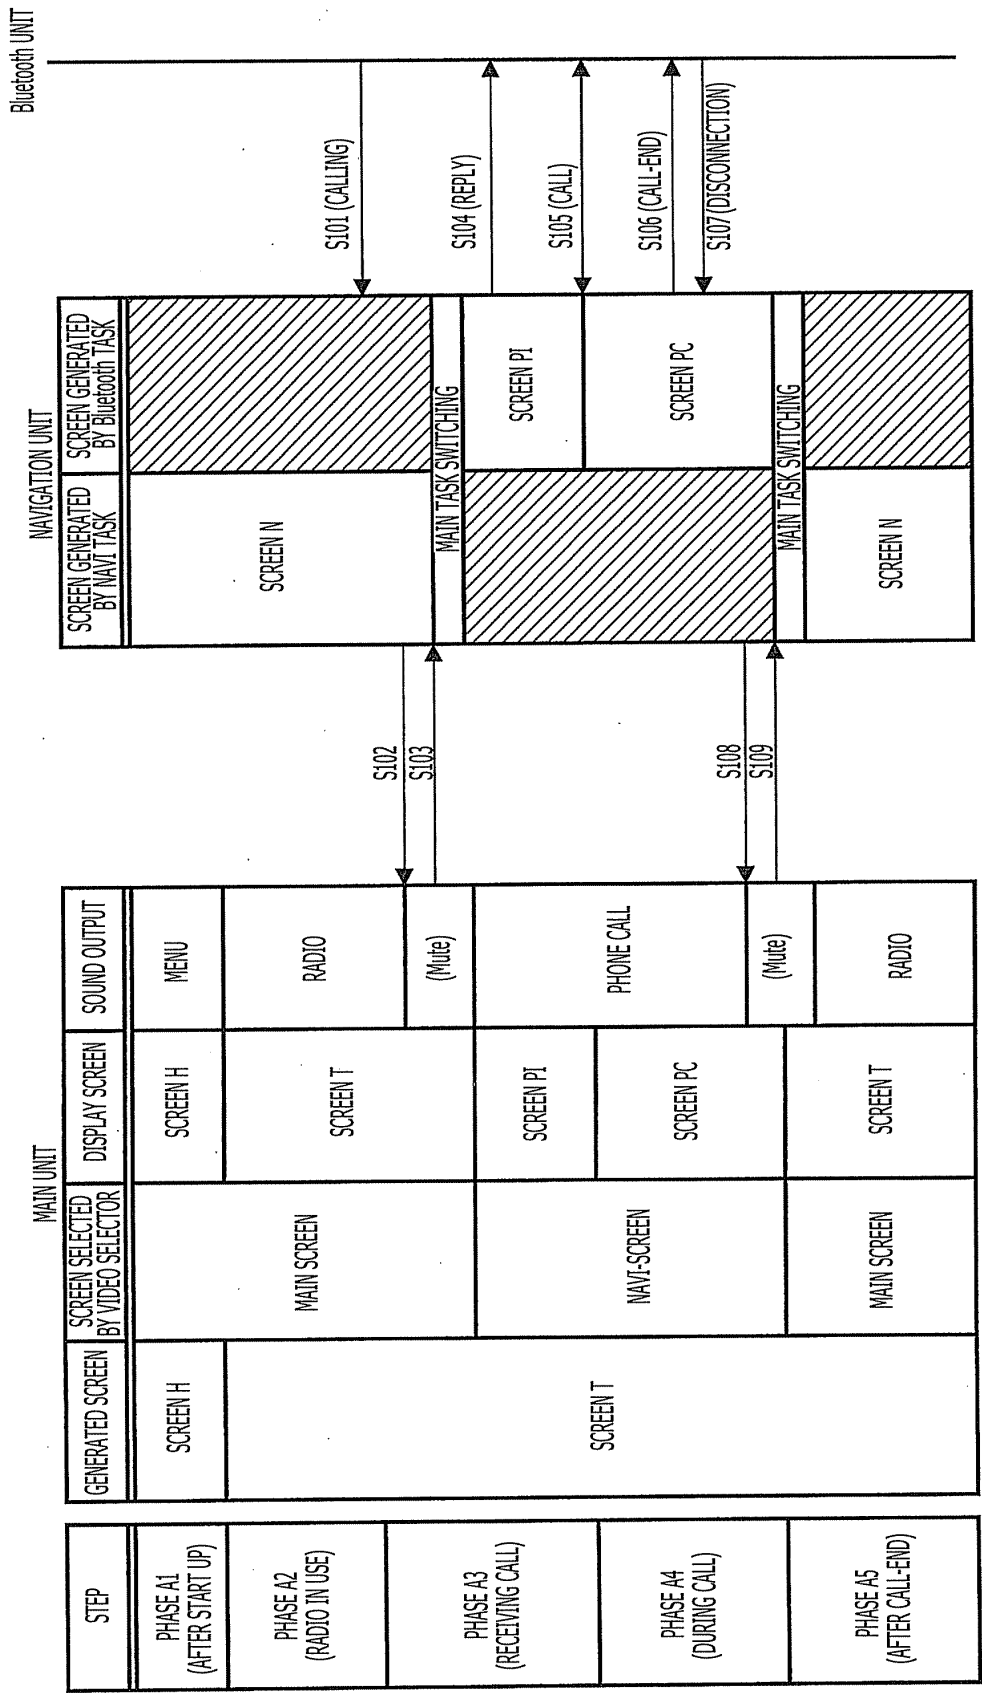 STEP
PHASE A1
(AFTER START UP)
PHASE A2
(RADIO IN USE)
PHASE A3
(RECEIVING CALL)
PHASE A4
(DURING CALL)
PHASE A5
(AFTER CALL-END)
MAIN UNIT
GENERATED SCREEN
SCREEN H
SCREEN T
SCREEN SELECTED
BY VIDEO SELECTOR
MAIN SCREEN
NAVI-SCREEN
MAIN SCREEN
DISPLAY SCREEN
SCREEN H
SCREEN T
SCREEN PI
SCREEN PC
SCREEN T
SOUND OUTPUT
MENU
RADIO
(Mute)
PHONE CALL
(Mute)
RADIO
S102
S103
S108
S109
NAVIGATION UNIT
SCREEN GENERATED
BY NAVI TASK
SCREEN N
MAIN TASK SWITCHING
MAIN TASK SWITCHING
SCREEN N
SCREEN GENERATED
BY Bluetooth TASK
SCREEN PI
SCREEN PC
S101 (CALLING)
S104 (REPLY)
S105 (CALL)
S106 (CALL-END)
S107 (DISCONNECTION)
Bluetooth UNIT